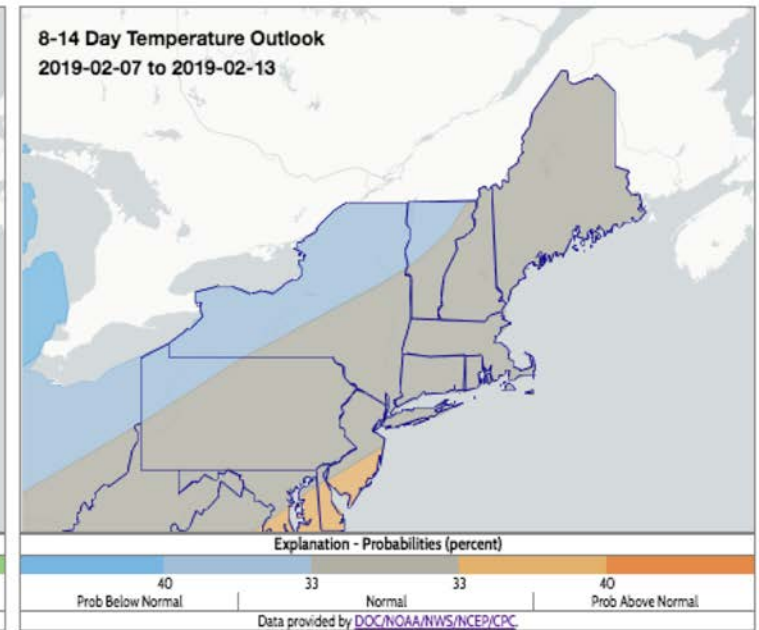 8-14 Day Temperature Outlook
2019-02-07 to 2019-02-13
Explanation - Probabilities (percent)
40 33 33 40
Prob Below Normal | Normal | Prob Above Normal
Data provided by DOC/NOAA/NWS/NCEP/CPC.